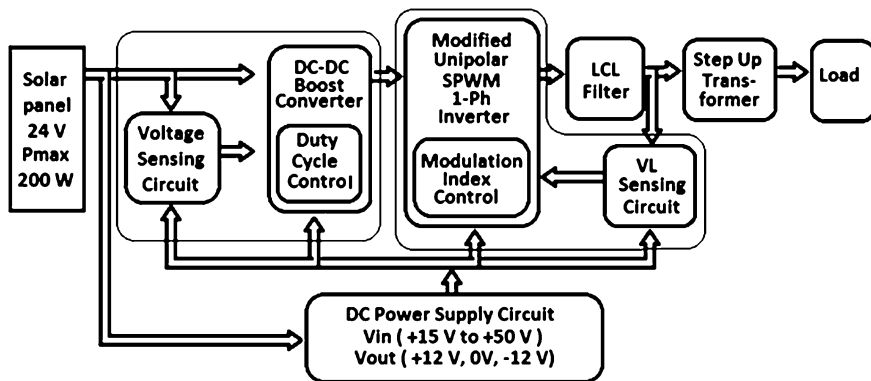 Solar
panel
24 V
Pmax
200 W
Voltage
Sensing
Circuit
DC-DC
Boost
Converter
Duty
Cycle
Control
Modified
Unipolar
SPWM
1-Ph
Inverter
Modulation
Index
Control
LCL
Filter
Step Up
Trans-
former
Load
VL
Sensing
Circuit
DC Power Supply Circuit
Vin ( +15 V to +50 V )
Vout ( +12 V, 0V, -12 V)